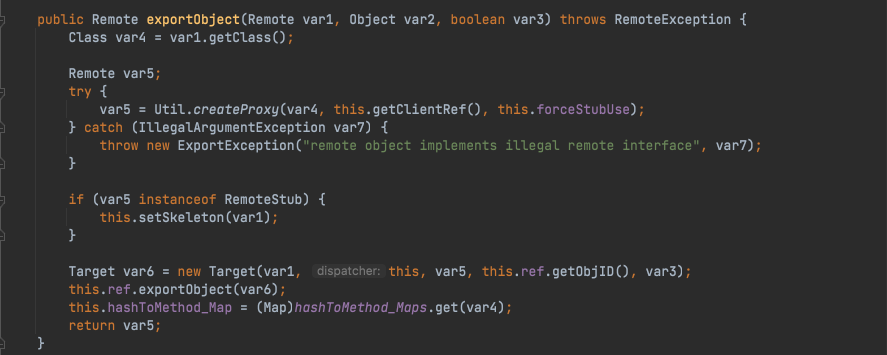 public Remote exportObject(Remote var1, Object var2, boolean var3) throws RemoteException {
    Class var4 = var1.getClass();

    Remote var5;
    try {
        var5 = Util.createProxy(var4, this.getClientRef(), this.forceStubUse);
    } catch (IllegalArgumentException var7) {
        throw new ExportException("remote object implements illegal remote interface", var7);
    }

    if (var5 instanceof RemoteStub) {
        this.setSkeleton(var1);
    }

    Target var6 = new Target(var1, dispatcher: this, var5, this.ref.getObjID(), var3);
    this.ref.exportObject(var6);
    this.hashToMethod_Map = (Map)hashToMethod_Maps.get(var4);
    return var5;
}